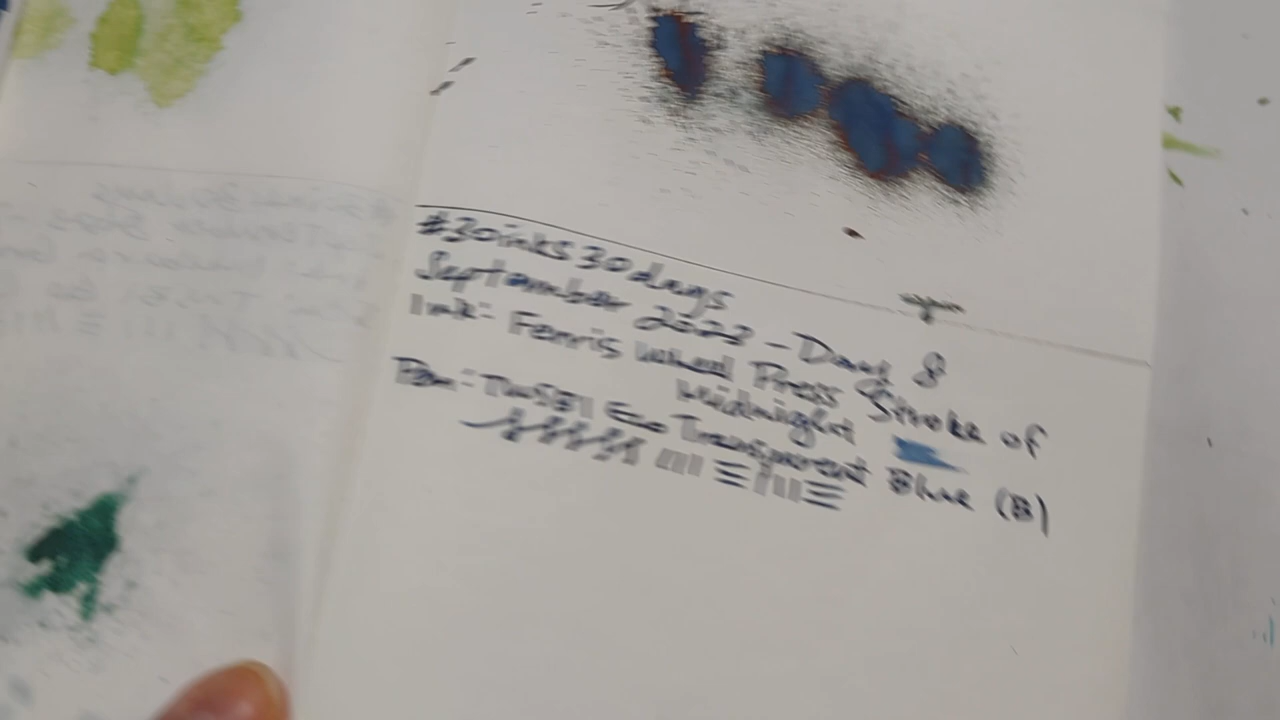 #30inks30days
September 2023 - Day 8
Ink: Ferris Wheel Press Stroke of
Midnight
Pen: TWSBI Eco Transparent Blue (B)